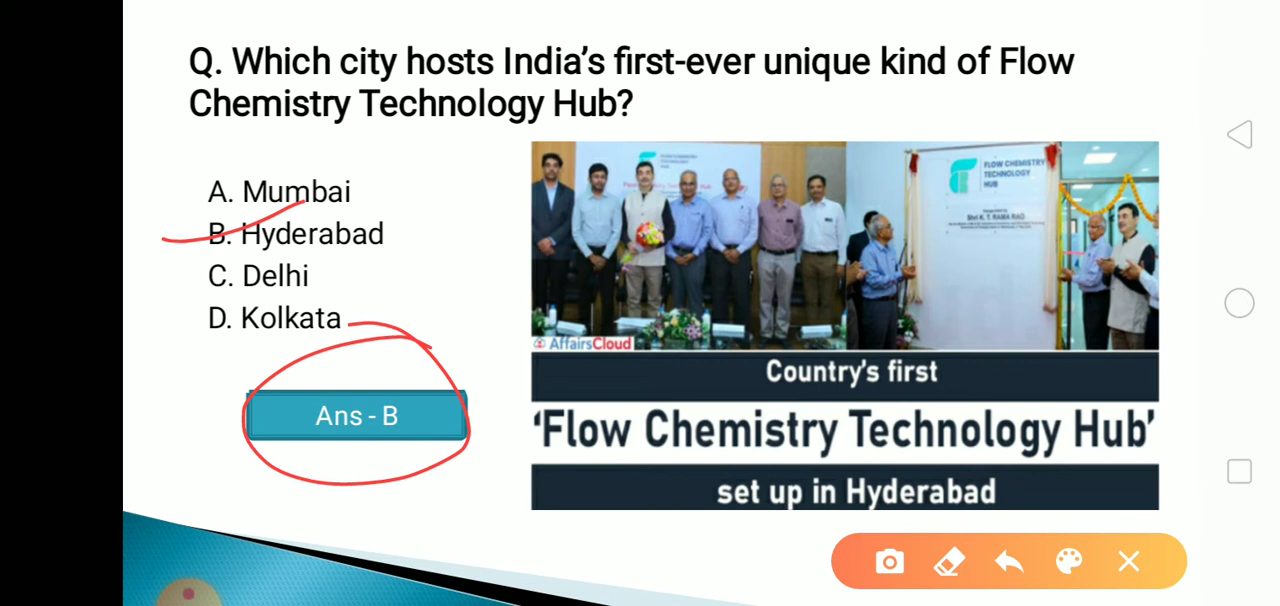 Q. Which city hosts India's first-ever unique kind of Flow
Chemistry Technology Hub?
A. Mumbai
B. Hyderabad
C. Delhi
D. Kolkata
Ans - B
FLOW CHEMISTRY
TECHNOLOGY
HUB
Shri K. T. RAMA RAO
AffairsCloud
Country's first
'Flow Chemistry Technology Hub'
set up in Hyderabad